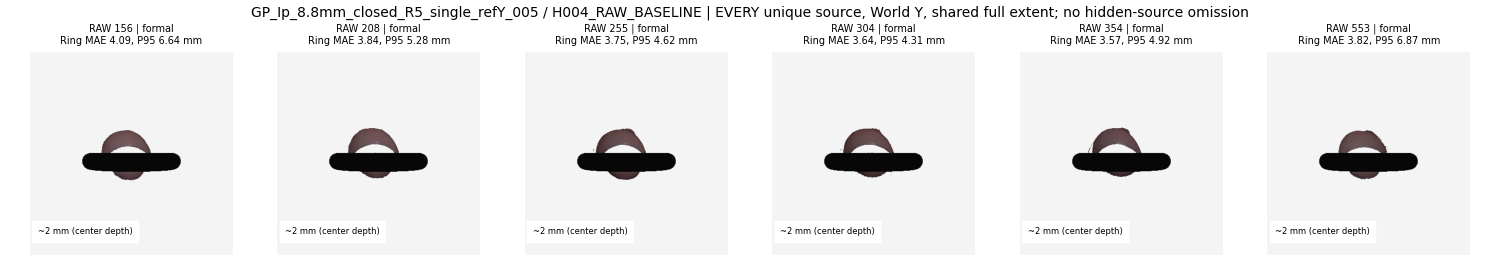 GP_Ip_8.8mm_closed_R5_single_refY_005 / H004_RAW_BASELINE | EVERY unique source, World Y, shared full extent; no hidden-source omission
RAW 156 | formal
Ring MAE 4.09, P95 6.64 mm
RAW 208 | formal
Ring MAE 3.84, P95 5.28 mm
RAW 255 | formal
Ring MAE 3.75, P95 4.62 mm
RAW 304 | formal
Ring MAE 3.64, P95 4.31 mm
RAW 354 | formal
Ring MAE 3.57, P95 4.92 mm
RAW 553 | formal
Ring MAE 3.82, P95 6.87 mm
~2 mm (center depth)
~2 mm (center depth)
~2 mm (center depth)
~2 mm (center depth)
~2 mm (center depth)
~2 mm (center depth)